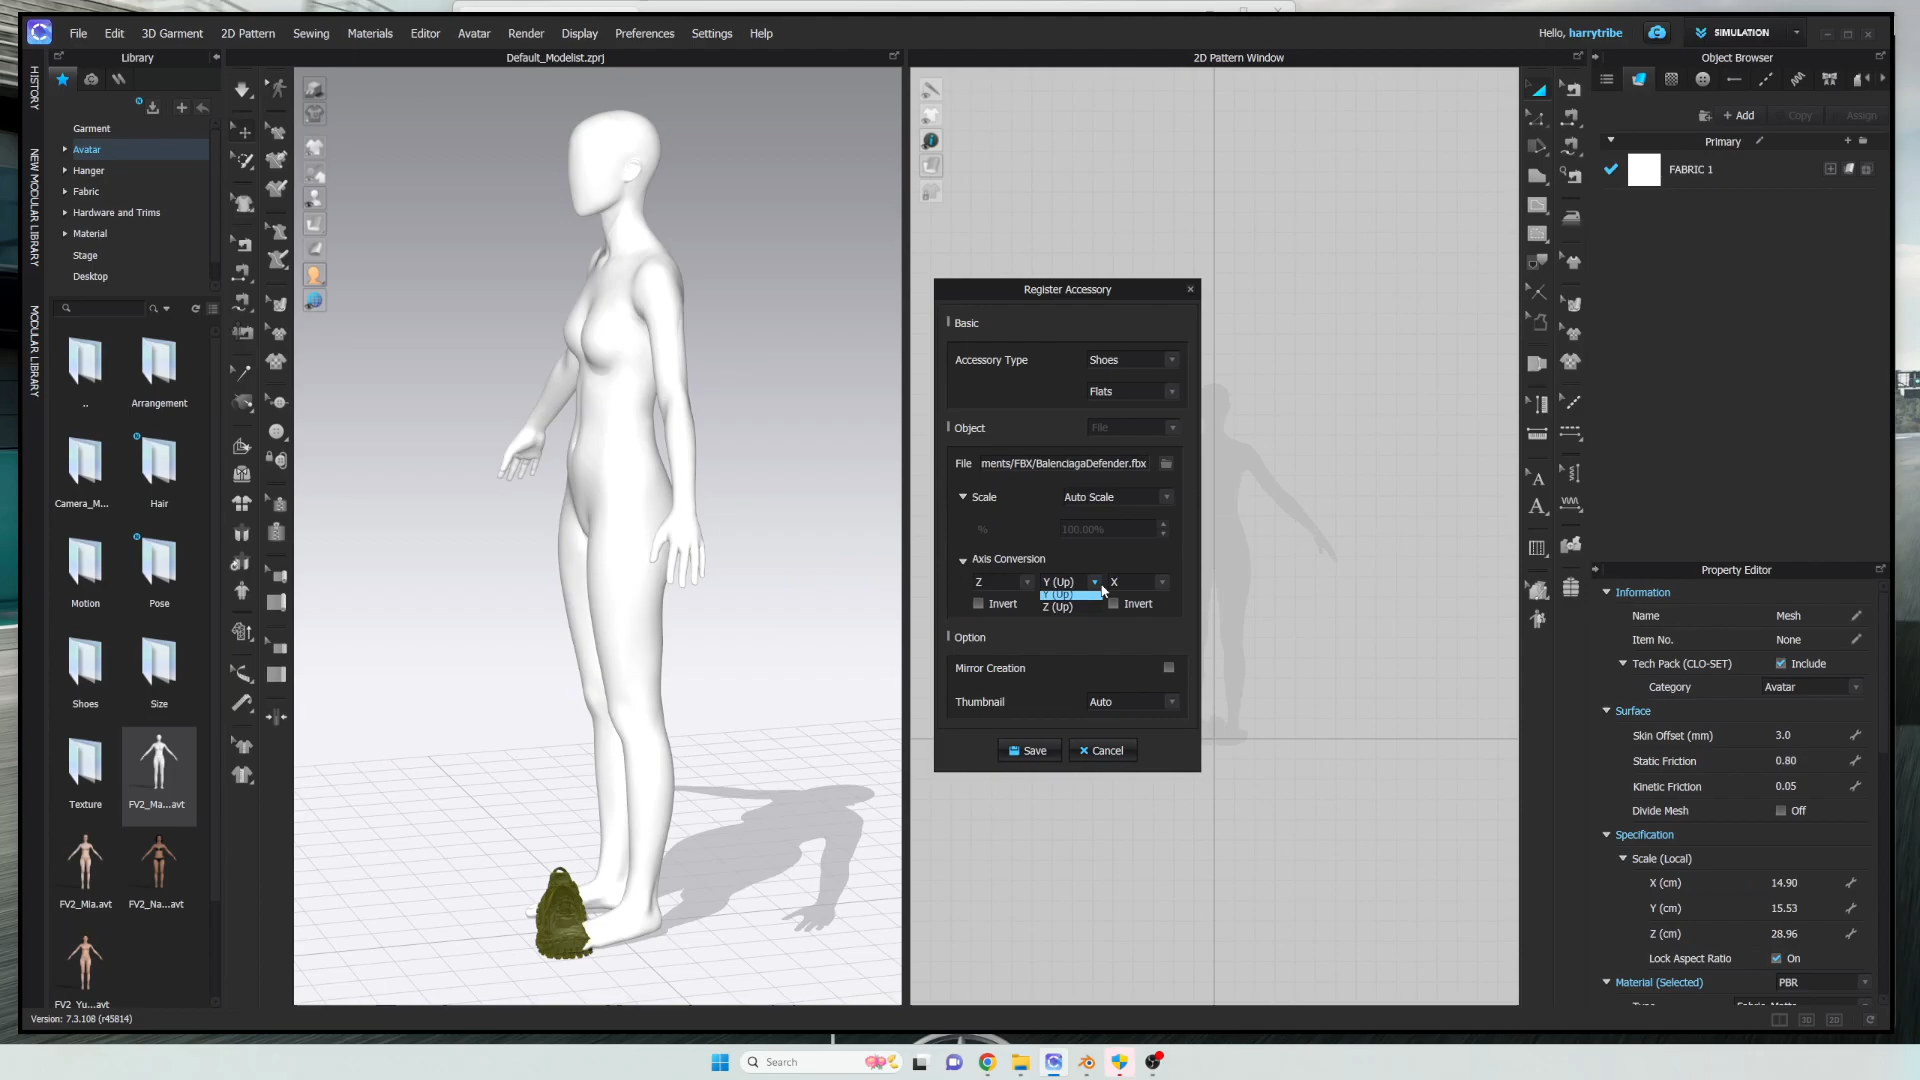 File Edit 3D Garment 2D Pattern Sewing Materials Editor Avatar Render Display Preferences Settings Help
Hello, harrytribe
SIMULATION
Library
Default_Modelist.zprj
2D Pattern Window
Object Browser
HISTORY
NEW MODULAR LIBRARY
MODULAR LIBRARY
Garment
Avatar
Hanger
Fabric
Hardware and Trims
Material
Stage
Desktop
..
Arrangement
Camera_M...
Hair
Motion
Pose
Shoes
Size
Texture
FV2_Ma...avt
FV2_Mia.avt
FV2_Na...avt
FV2_Yu...avt
Version: 7.3.108 (r45814)
Register Accessory
Basic
Accessory Type Shoes
Flats
Object File
File ments/FBX/BalenciagaDefender.fbx
Scale Auto Scale
% 100.00%
Axis Conversion
Z Y (Up) X
Y (Up)
Invert Z (Up) Invert
Option
Mirror Creation
Thumbnail Auto
Save Cancel
+ Add Copy Assign
Primary
FABRIC 1
Property Editor
Information
Name Mesh
Item No. None
Tech Pack (CLO-SET) Include
Category Avatar
Surface
Skin Offset (mm) 3.0
Static Friction 0.80
Kinetic Friction 0.05
Divide Mesh Off
Specification
Scale (Local)
X (cm) 14.90
Y (cm) 15.53
Z (cm) 28.96
Lock Aspect Ratio On
Material (Selected) PBR
3D 2D
Search